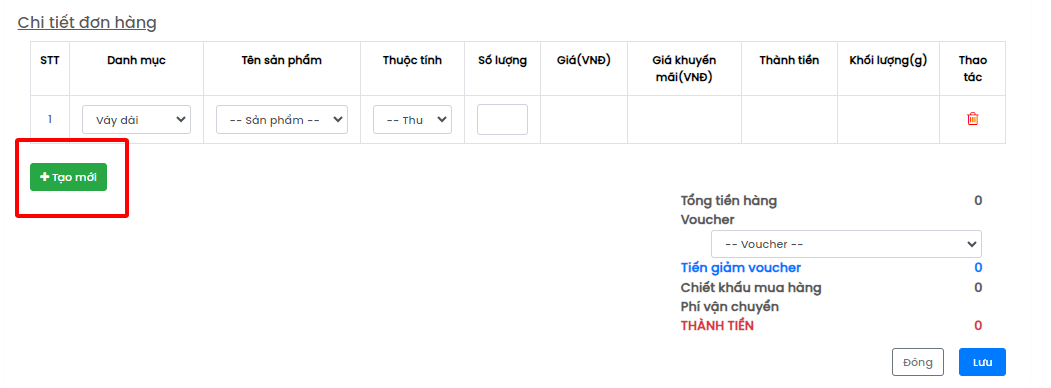 Chi tiết đơn hàng
STT Danh mục Tên sản phẩm Thuộc tính Số lượng Giá(VNĐ) Giá khuyến mãi(VNĐ) Thành tiền Khối lượng(g) Thao tác
1 Váy dài -- Sản phẩm -- -- Thu
+ Tạo mới
Tổng tiền hàng 0
Voucher
-- Voucher --
Tiến giảm voucher 0
Chiết khấu mua hàng 0
Phí vận chuyển
THÀNH TIỀN 0
Đóng Lưu